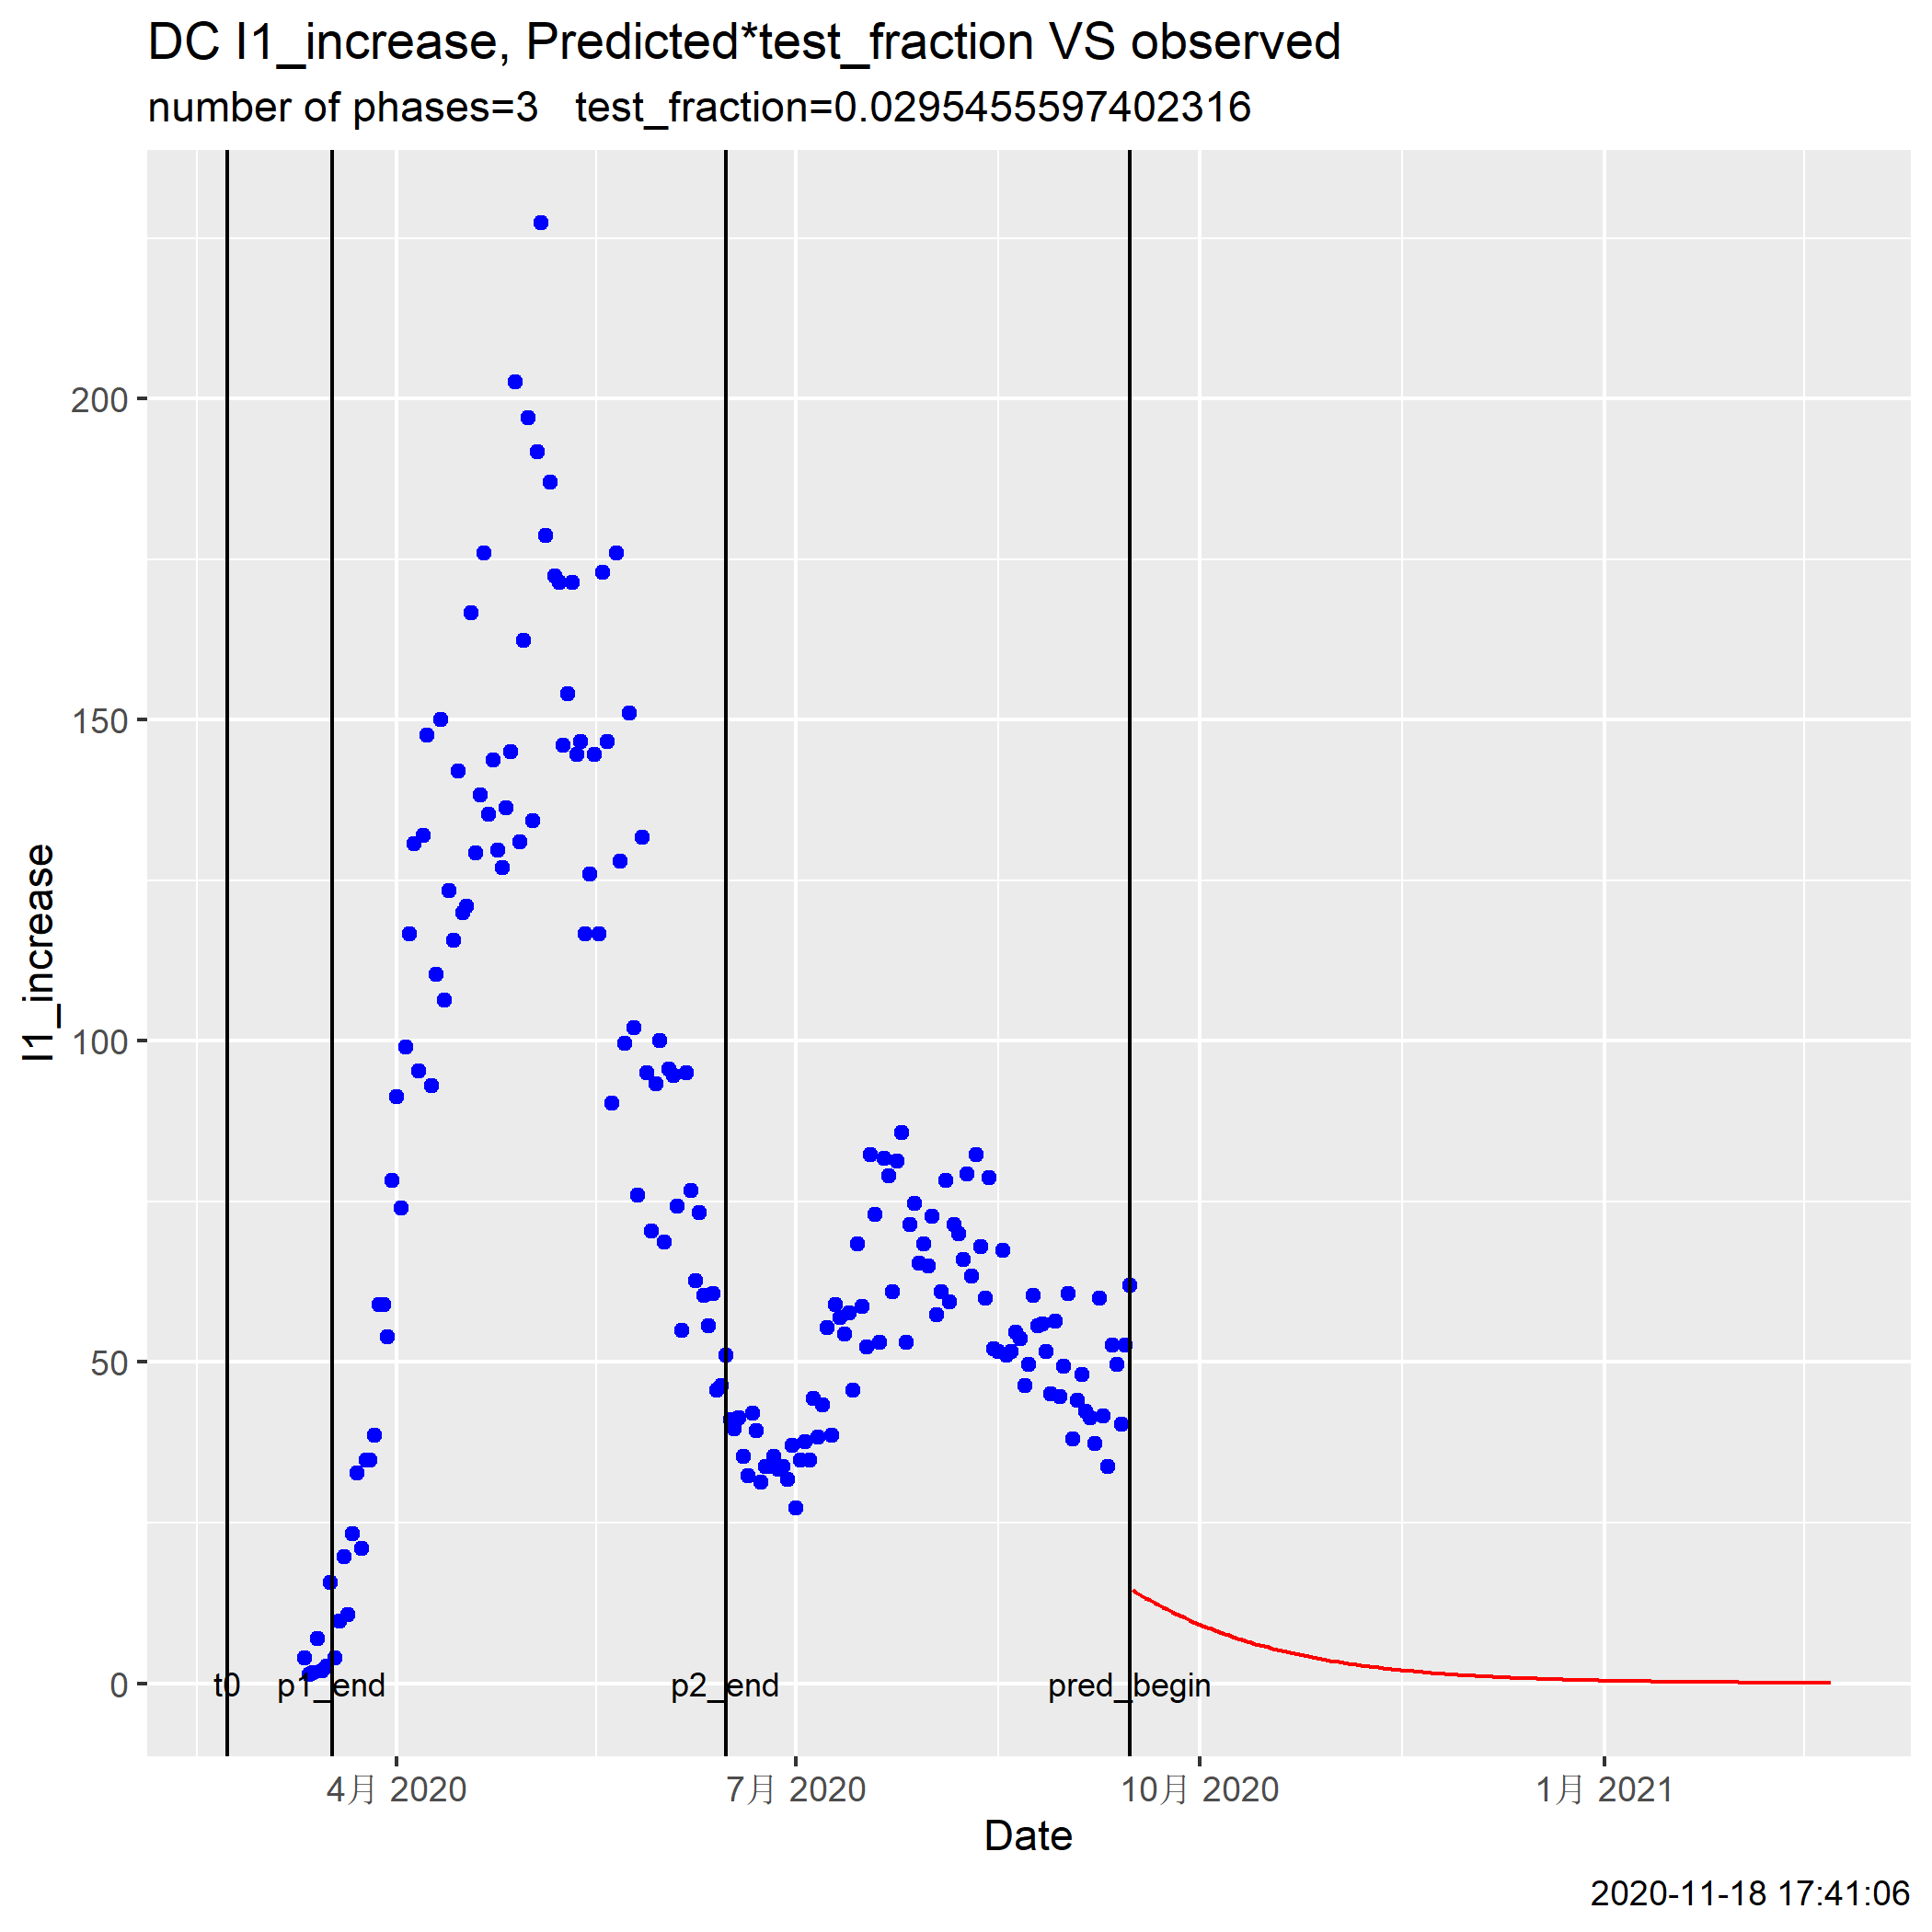 DC I1_increase, Predicted*test_fraction VS observed
number of phases=3 test_fraction=0.0295455597402316
I1_increase
200
150
100
50
0
t0 p1_end p2_end pred_begin
4月 2020 7月 2020 10月 2020 1月 2021
Date
2020-11-18 17:41:06